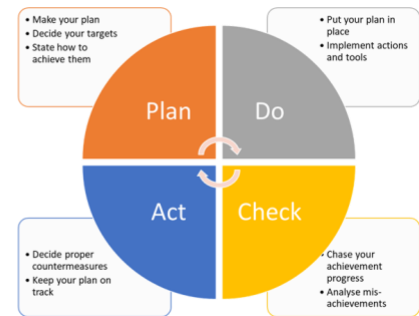 • Make your plan
• Decide your targets
• State how to
achieve them
• Put your plan in
place
• Implement actions
and tools
Plan
Do
Act
Check
• Decide proper
countermeasures
• Keep your plan on
track
• Chase your
achievement
progress
• Analyse mis-
achievements